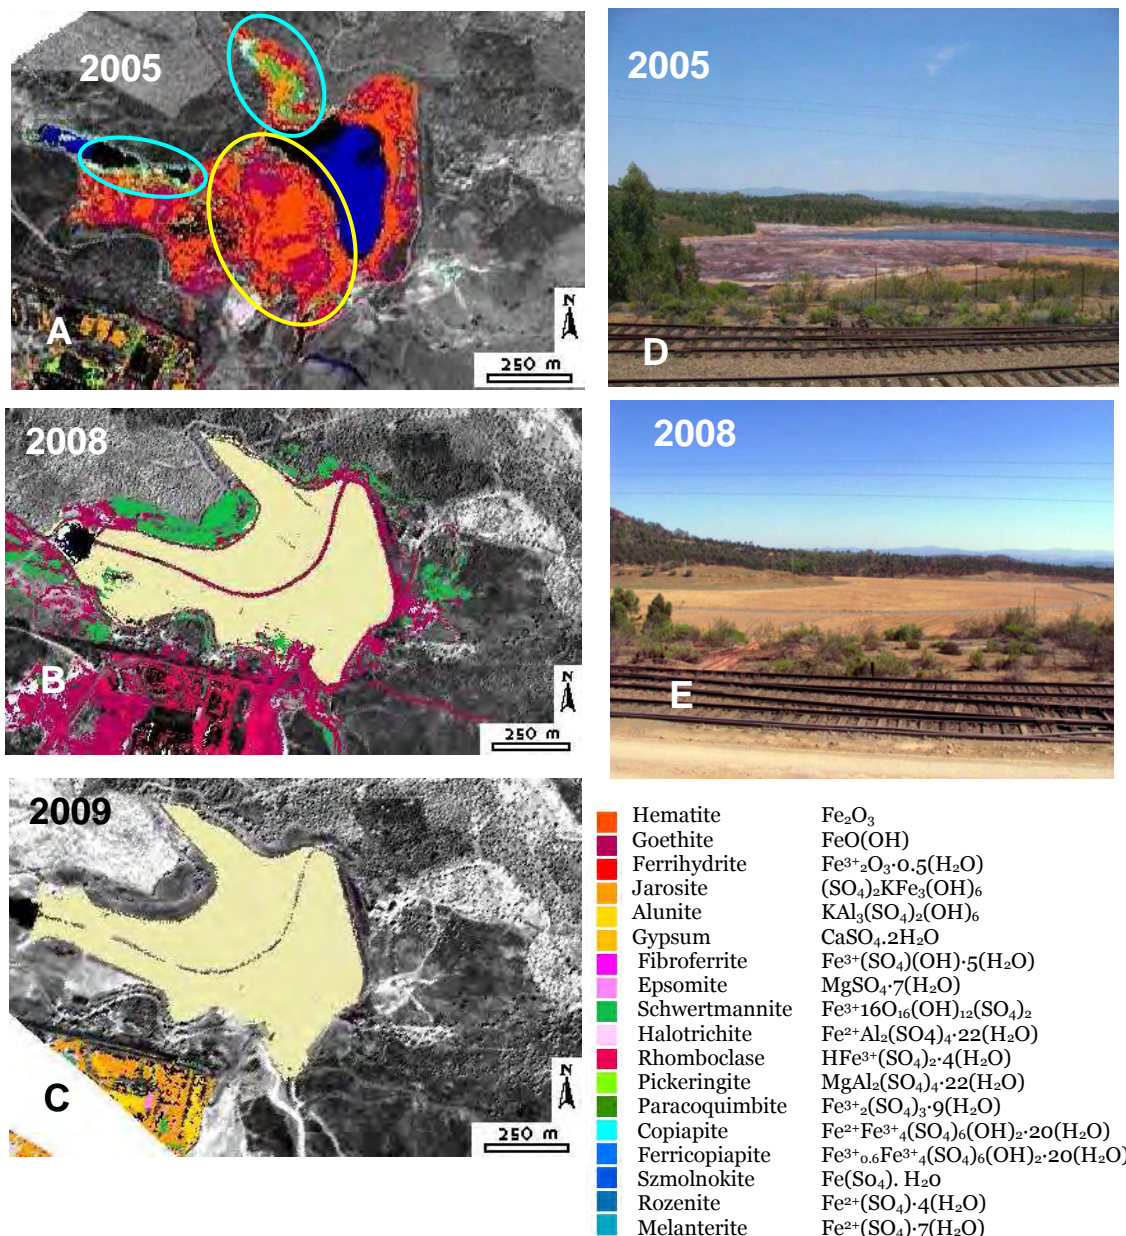 2005
A
N
250 m
2005
D
2008
B
N
250 m
2008
E
2009
C
N
250 m
Hematite Fe₂O₃
Goethite FeO(OH)
Ferrihydrite Fe³⁺₂O₃·0.5(H₂O)
Jarosite (SO₄)₂KFe₃(OH)₆
Alunite KAl₃(SO₄)₂(OH)₆
Gypsum CaSO₄.2H₂O
Fibroferrite Fe³⁺(SO₄)(OH)·5(H₂O)
Epsomite MgSO₄·7(H₂O)
Schwertmannite Fe³⁺16O₁₆(OH)₁₂(SO₄)₂
Halotrichite Fe²⁺Al₂(SO4)₄·22(H₂O)
Rhomboclase HFe³⁺(SO₄)₂·4(H₂O)
Pickeringite MgAl₂(SO₄)₄·22(H₂O)
Paracoquimbite Fe³⁺₂(SO₄)₃·9(H₂O)
Copiapite Fe²⁺Fe³⁺₄(SO₄)₆(OH)₂·20(H₂O)
Ferricopiapite Fe³⁺₀.₆Fe³⁺₄(SO₄)₆(OH)₂·20(H₂O)
Szmolnokite Fe(So₄). H₂0
Rozenite Fe²⁺(SO₄)·4(H₂O)
Melanterite Fe²⁺(SO₄)·7(H₂O)